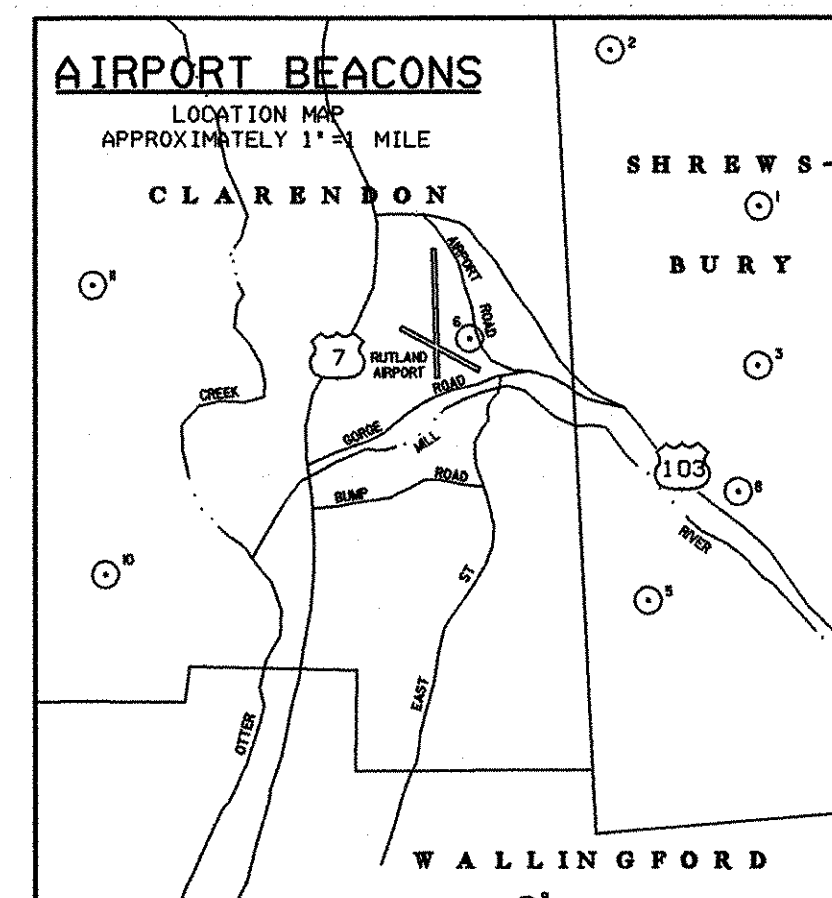 AIRPORT BEACONS
LOCATION MAP
APPROXIMATELY 1"=1 MILE
CLARENDON
SHREWS-
BURY
2
1
11
AIRPORT ROAD
6
7
RUTLAND
AIRPORT
3
CREEK
GORGE ROAD
MILL
103
8
BUMP ROAD
RIVER
10
ST
5
EAST
OTTER
WALLINGFORD
9